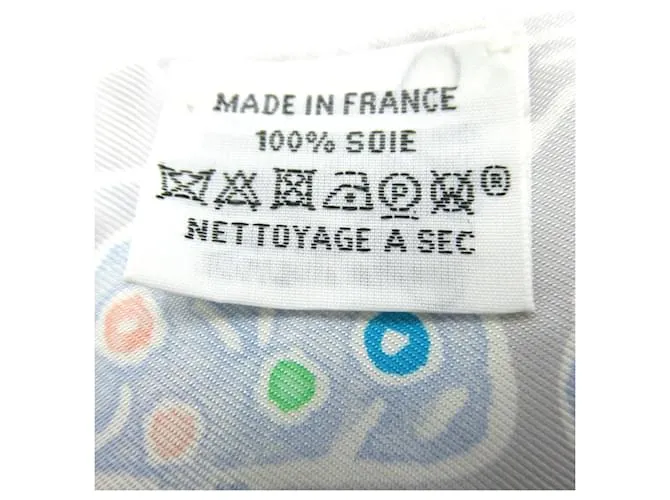 MADE IN FRANCE
100% SOIE
P ®
NETTOYAGE A SEC